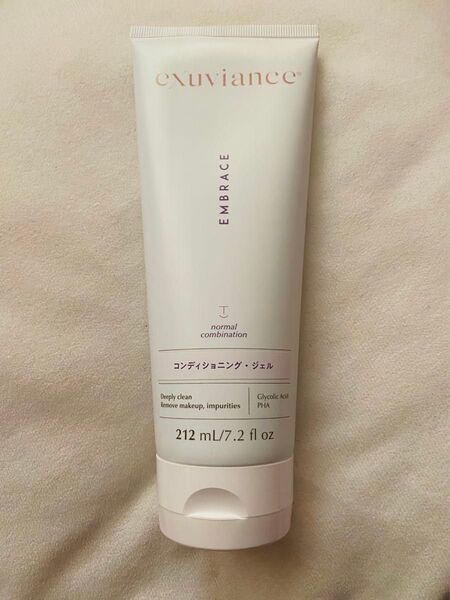 exuviance®
EMBRACE
normal
combination
コンディショニング・ジェル
Deeply clean
Remove makeup, impurities
Glycolic Acid
PHA
212 mL/7.2 fl oz